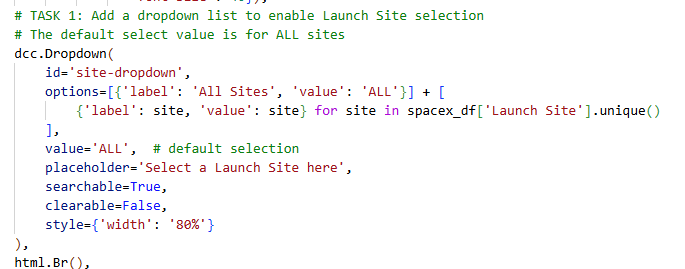 # TASK 1: Add a dropdown list to enable Launch Site selection
# The default select value is for ALL sites
dcc.Dropdown(
    id='site-dropdown',
    options=[{'label': 'All Sites', 'value': 'ALL'}] + [
        {'label': site, 'value': site} for site in spacex_df['Launch Site'].unique()
    ],
    value='ALL',  # default selection
    placeholder='Select a Launch Site here',
    searchable=True,
    clearable=False,
    style={'width': '80%'}
),
html.Br(),